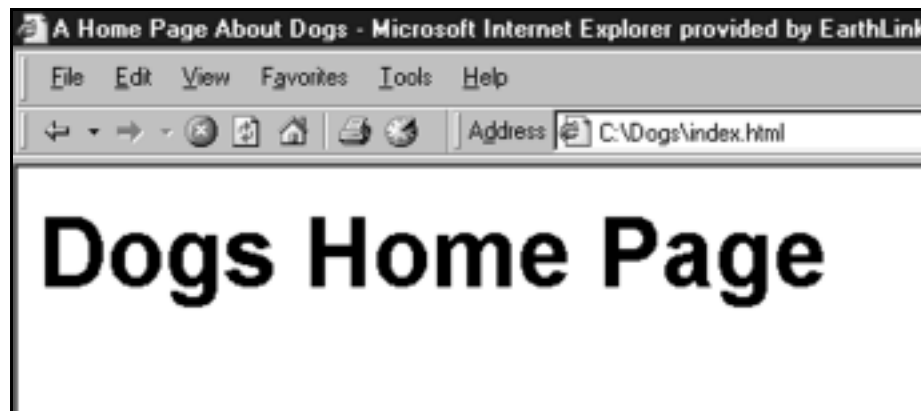 A Home Page About Dogs - Microsoft Internet Explorer provided by EarthLink
File Edit View Favorites Tools Help
Address C:\Dogs\index.html
Dogs Home Page